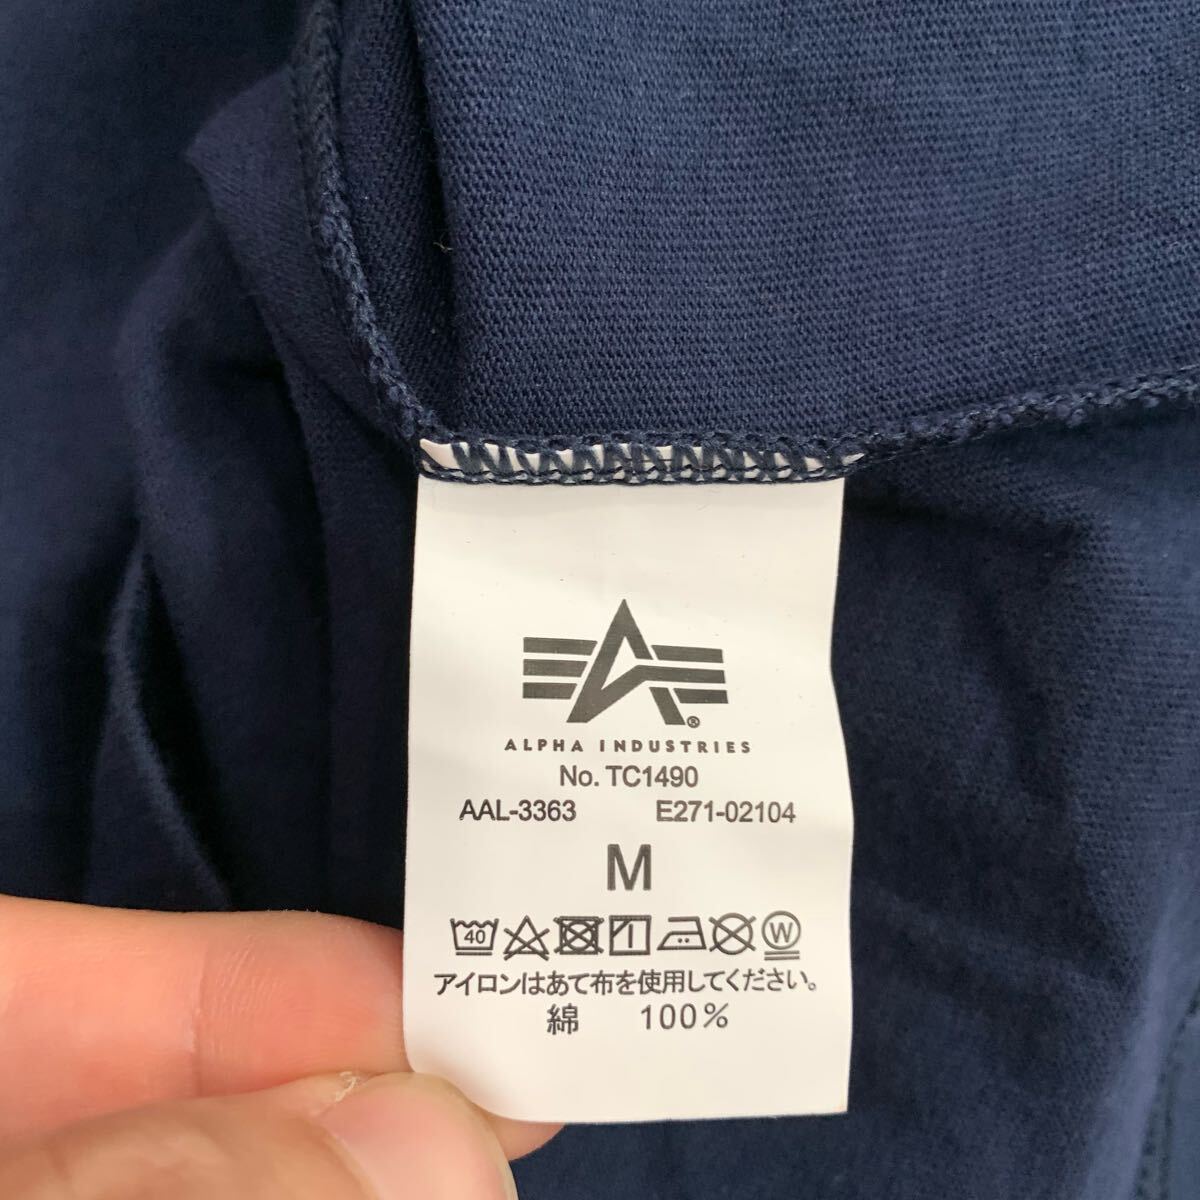 ALPHA INDUSTRIES
No. TC1490
AAL-3363 E271-02104
M
40 W
アイロンはあて布を使用してください。
綿 100%